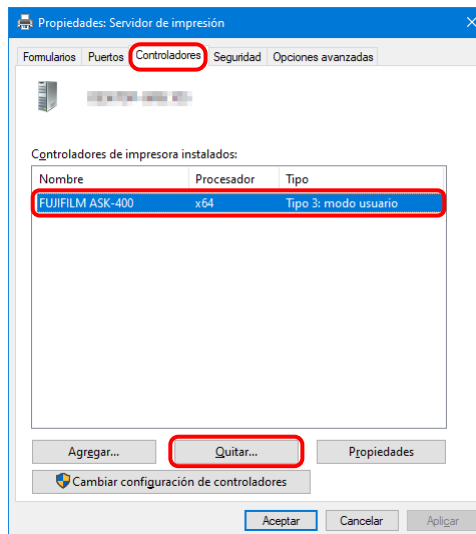 Propiedades: Servidor de impresión
Formularios Puertos Controladores Seguridad Opciones avanzadas
Controladores de impresora instalados:
Nombre Procesador Tipo
FUJIFILM ASK-400 x64 Tipo 3: modo usuario
Agregar... Quitar... Propiedades
Cambiar configuración de controladores
Aceptar Cancelar Aplicar